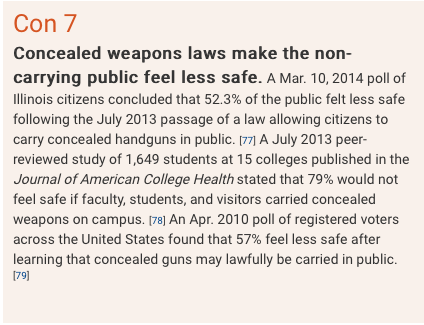 Con 7
Concealed weapons laws make the non-
carrying public feel less safe. A Mar. 10, 2014 poll of
Illinois citizens concluded that 52.3% of the public felt less safe
following the July 2013 passage of a law allowing citizens to
carry concealed handguns in public. [77] A July 2013 peer-
reviewed study of 1,649 students at 15 colleges published in the
Journal of American College Health stated that 79% would not
feel safe if faculty, students, and visitors carried concealed
weapons on campus. [78] An Apr. 2010 poll of registered voters
across the United States found that 57% feel less safe after
learning that concealed guns may lawfully be carried in public.
[79]